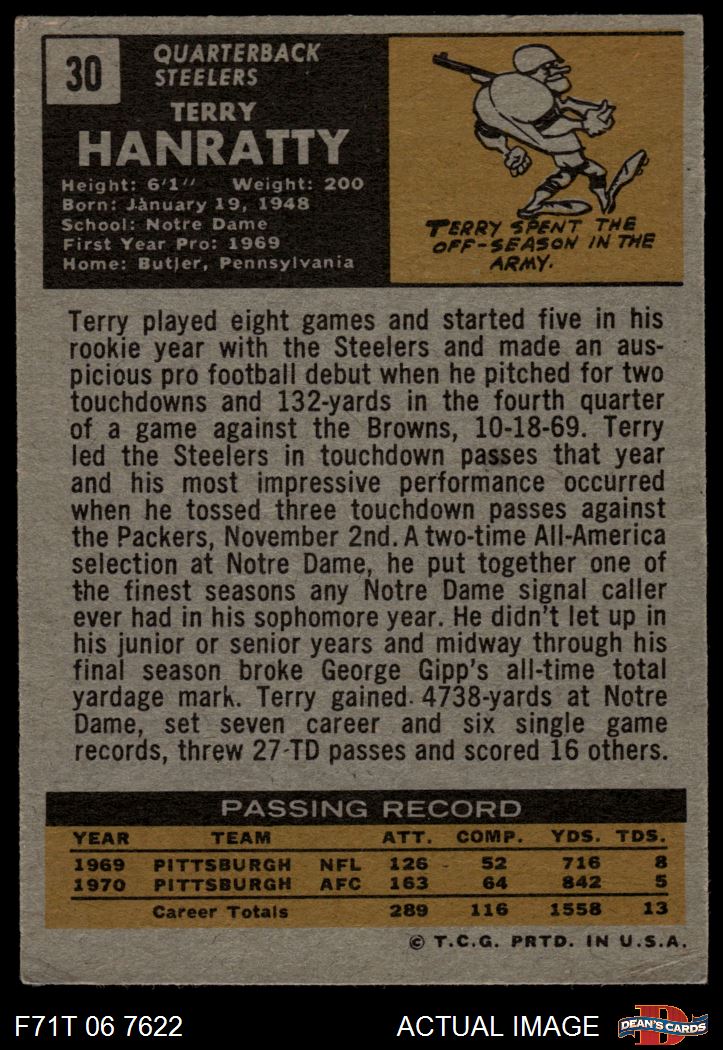 30
QUARTERBACK
STEELERS
TERRY
HANRATTY
Height: 6'1" Weight: 200
Born: January 19, 1948
School: Notre Dame
First Year Pro: 1969
Home: Butler, Pennsylvania
TERRY SPENT THE
OFF-SEASON IN THE
ARMY.
Terry played eight games and started five in his
rookie year with the Steelers and made an aus-
picious pro football debut when he pitched for two
touchdowns and 132-yards in the fourth quarter
of a game against the Browns, 10-18-69. Terry
led the Steelers in touchdown passes that year
and his most impressive performance occurred
when he tossed three touchdown passes against
the Packers, November 2nd. A two-time All-America
selection at Notre Dame, he put together one of
the finest seasons any Notre Dame signal caller
ever had in his sophomore year. He didn't let up in
his junior or senior years and midway through his
final season broke George Gipp's all-time total
yardage mark. Terry gained 4738-yards at Notre
Dame, set seven career and six single game
records, threw 27-TD passes and scored 16 others.
PASSING RECORD
YEAR TEAM ATT. COMP. YDS. TDS.
1969 PITTSBURGH NFL 126 52 716 8
1970 PITTSBURGH AFC 163 64 842 5
Career Totals 289 116 1558 13
© T.C.G. PRTD. IN U.S.A.
F71T 06 7622 ACTUAL IMAGE D DEAN'S CARDS